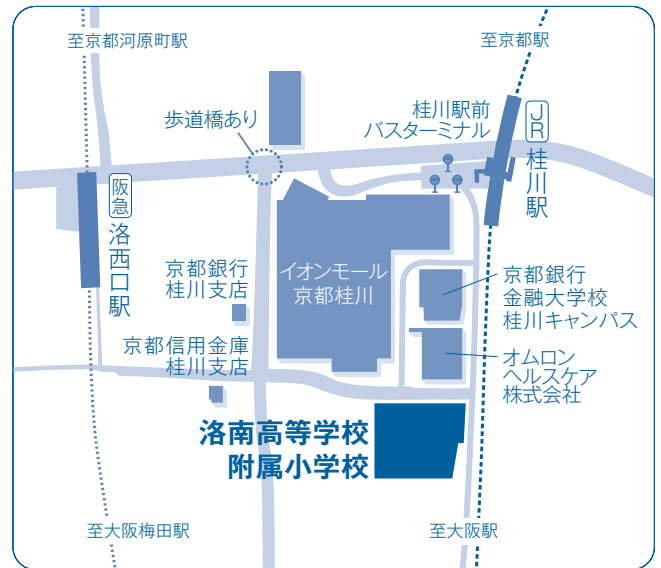 至京都河原町駅
至京都駅
歩道橋あり
桂川駅前
バスターミナル
JR
桂川駅
阪急
洛西口駅
京都銀行
桂川支店
イオンモール
京都桂川
京都銀行
金融大学校
桂川キャンパス
京都信用金庫
桂川支店
オムロン
ヘルスケア
株式会社
洛南高等学校
附属小学校
至大阪梅田駅
至大阪駅